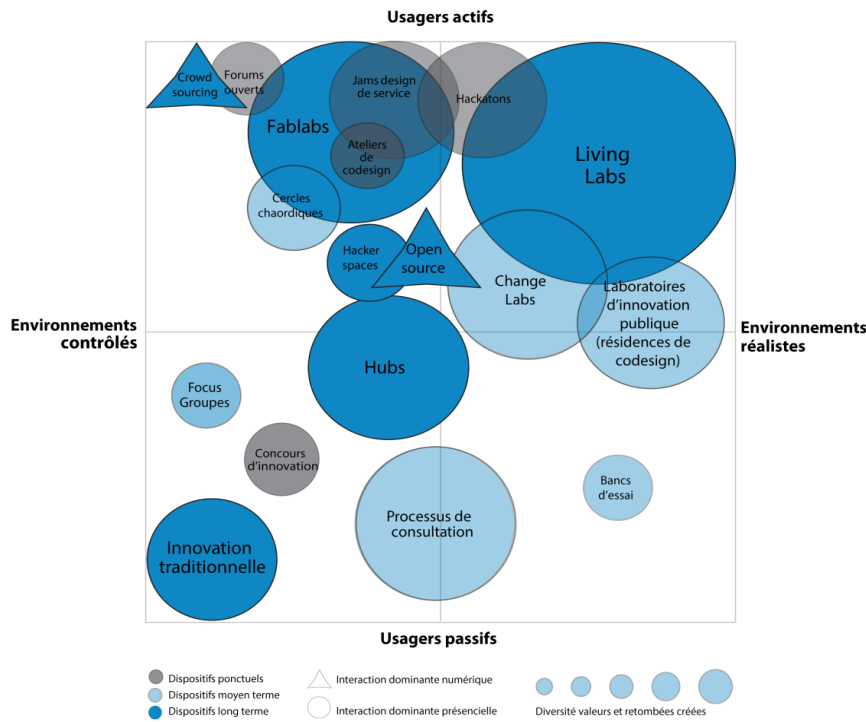 Usagers actifs
Crowd
sourcing
Forums
ouverts
Jams design
de service
Hackatons
Fablabs
Ateliers
de
codesign
Living
Labs
Cercles
chaordiques
Hacker
spaces
Open
source
Change
Labs
Laboratoires
d'innovation
publique
(résidences de
codesign)
Environnements
contrôlés
Environnements
réalistes
Hubs
Focus
Groupes
Concours
d'innovation
Bancs
d'essai
Processus de
consultation
Innovation
traditionnelle
Usagers passifs
Dispositifs ponctuels
Dispositifs moyen terme
Dispositifs long terme
Interaction dominante numérique
Interaction dominante présencielle
Diversité valeurs et retombées créées